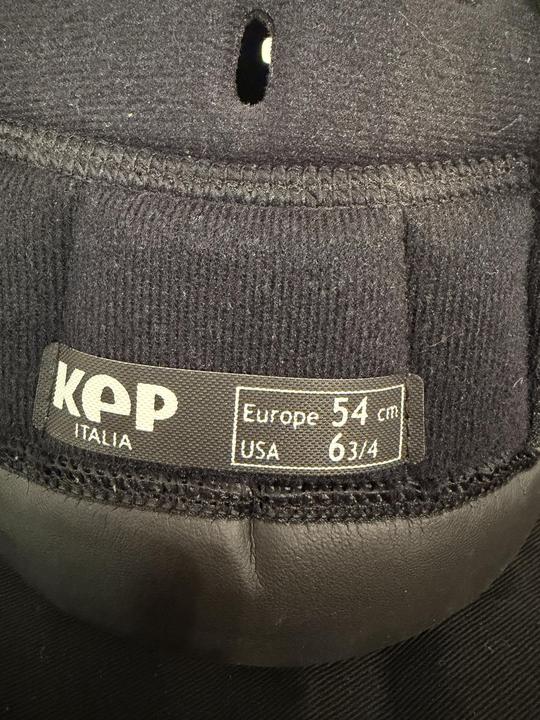 KEP
ITALIA
Europe 54 cm
USA 6 3/4